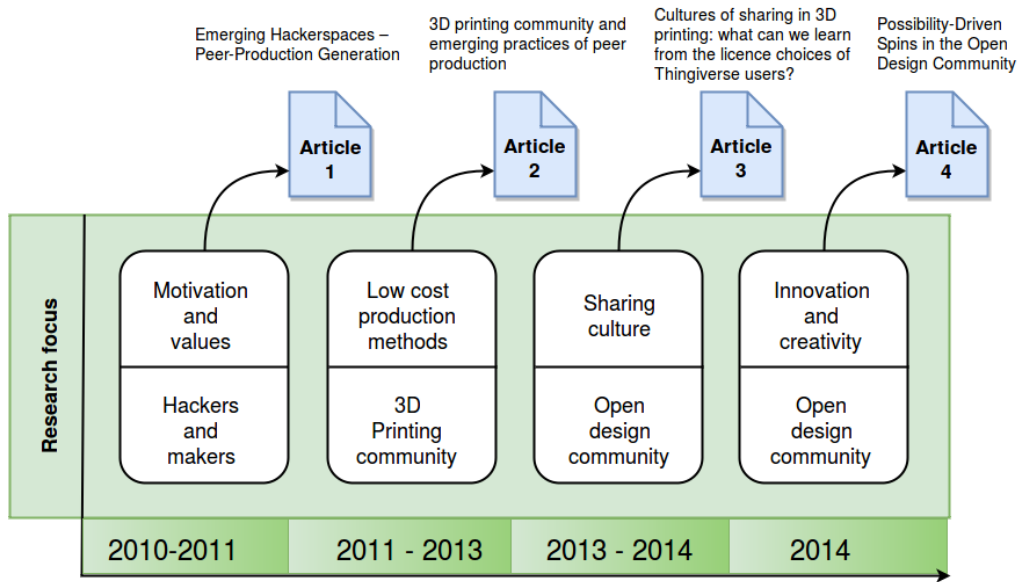 Emerging Hackerspaces –
Peer-Production Generation
3D printing community and
emerging practices of peer
production
Cultures of sharing in 3D
printing: what can we learn
from the licence choices of
Thingiverse users?
Possibility-Driven
Spins in the Open
Design Community
Article
1
Article
2
Article
3
Article
4
Research focus
Motivation
and
values
Hackers
and
makers
Low cost
production
methods
3D
Printing
community
Sharing
culture
Open
design
community
Innovation
and
creativity
Open
design
community
2010-2011
2011 - 2013
2013 - 2014
2014